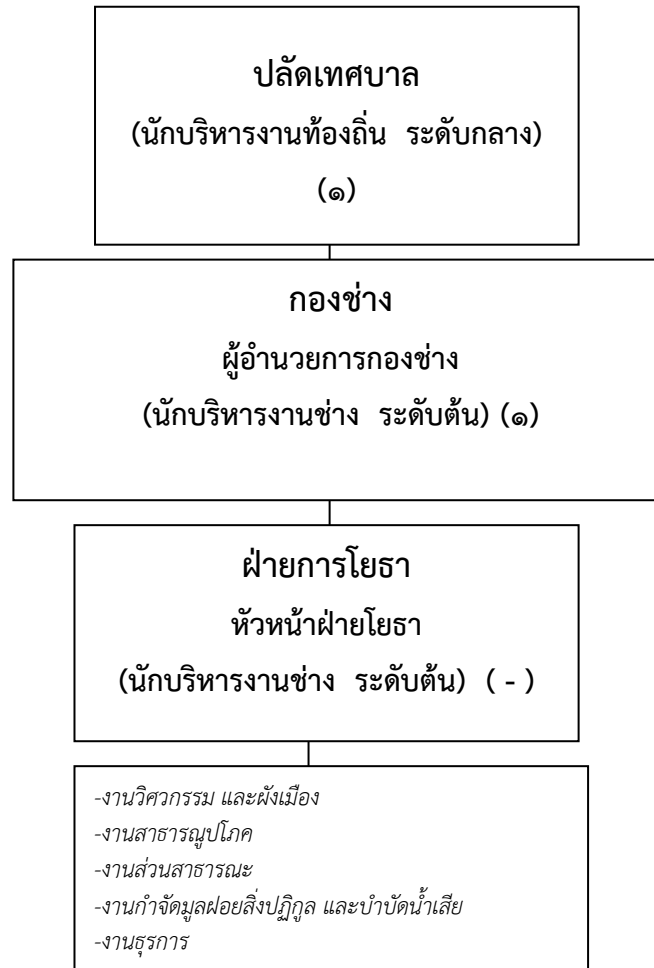 ปลัดเทศบาล
(นักบริหารงานท้องถิ่น ระดับกลาง)
(๑)
กองช่าง
ผู้อำนวยการกองช่าง
(นักบริหารงานช่าง ระดับต้น) (๑)
ฝ่ายการโยธา
หัวหน้าฝ่ายโยธา
(นักบริหารงานช่าง ระดับต้น) ( - )
-งานวิศวกรรม และผังเมือง
-งานสาธารณูปโภค
-งานส่วนสาธารณะ
-งานกำจัดมูลฝอยสิ่งปฏิกูล และบำบัดน้ำเสีย
-งานธุรการ